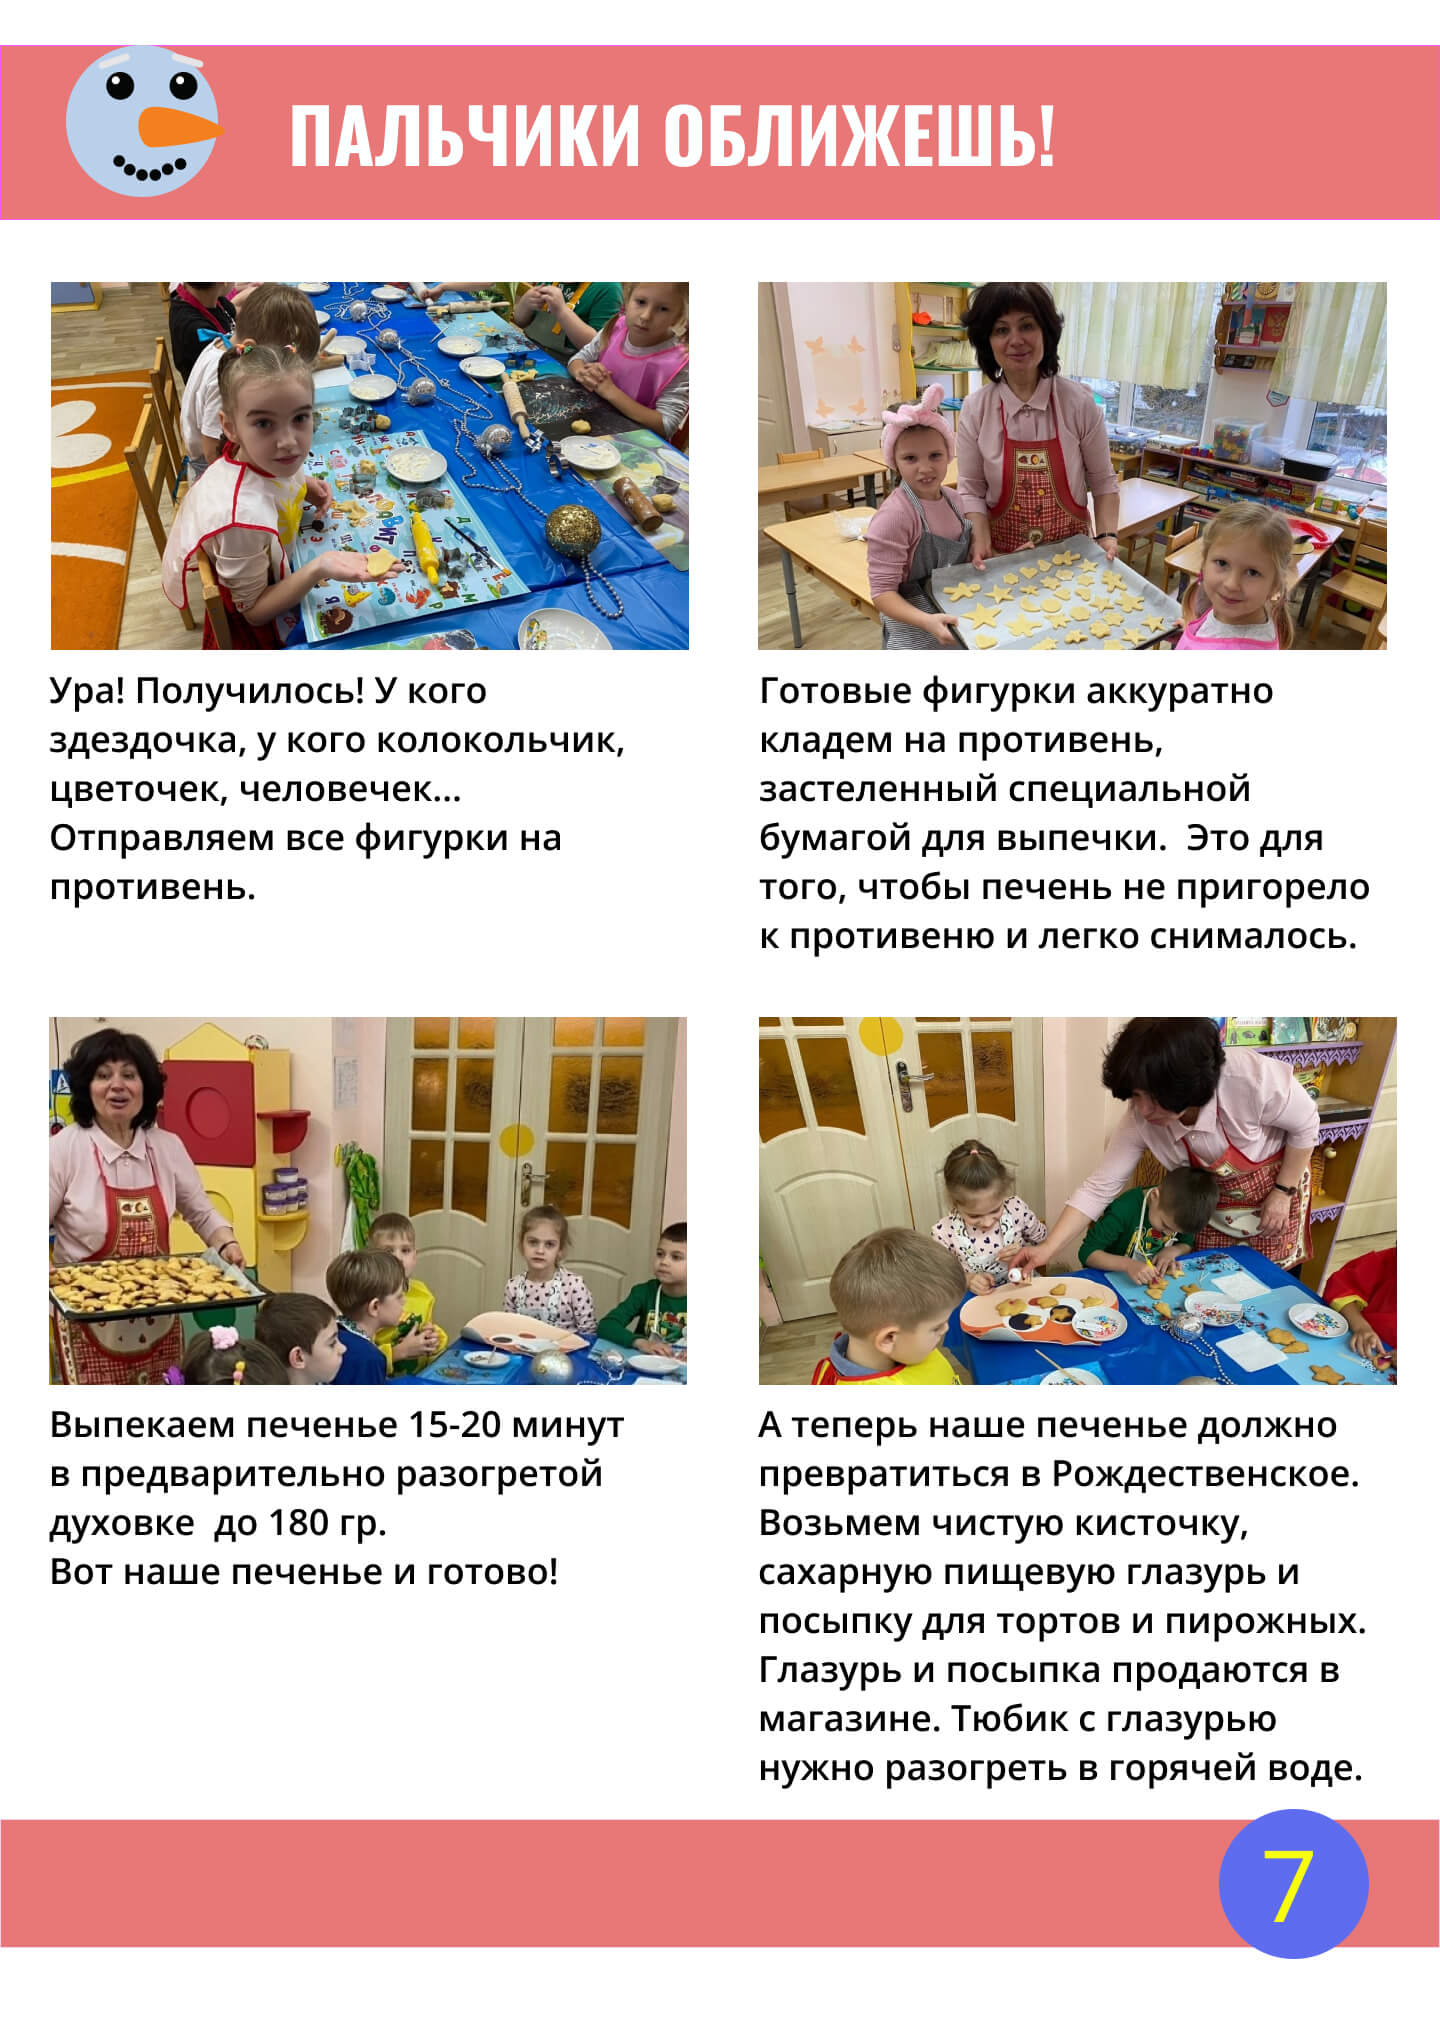 ПАЛЬЧИКИ ОБЛИЖЕШЬ!
Ура! Получилось! У кого
здездочка, у кого колокольчик,
цветочек, человечек...
Отправляем все фигурки на
противень.
Готовые фигурки аккуратно
кладем на противень,
застеленный специальной
бумагой для выпечки.  Это для
того, чтобы печень не пригорело
к противеню и легко снималось.
Выпекаем печенье 15-20 минут
в предварительно разогретой
духовке  до 180 гр.
Вот наше печенье и готово!
А теперь наше печенье должно
превратиться в Рождественское.
Возьмем чистую кисточку,
сахарную пищевую глазурь и
посыпку для тортов и пирожных.
Глазурь и посыпка продаются в
магазине. Тюбик с глазурью
нужно разогреть в горячей воде.
7